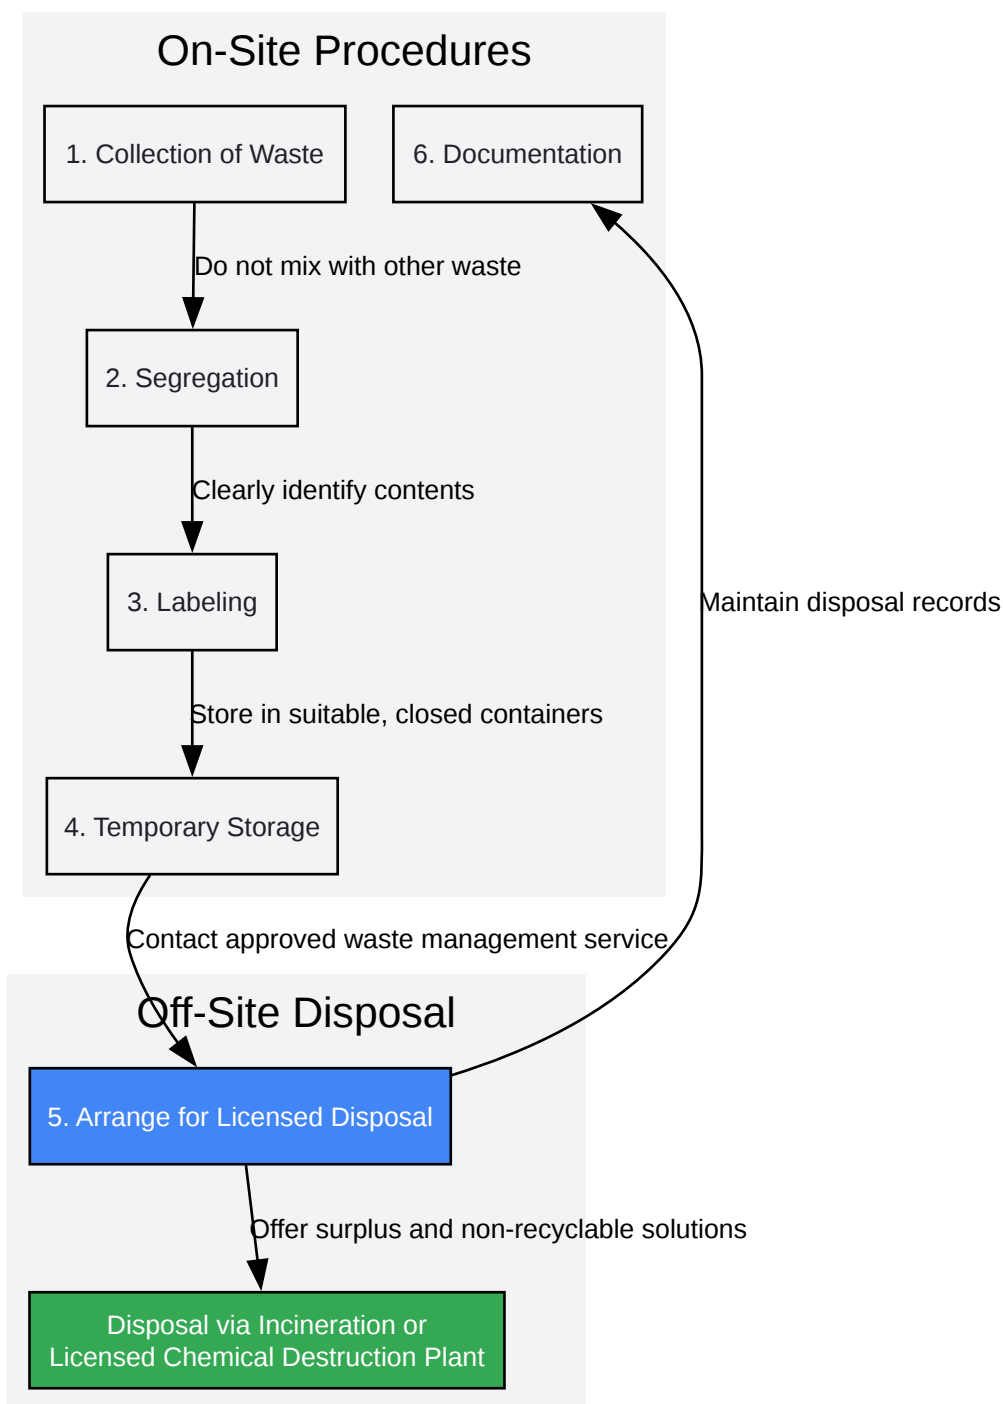 On-Site Procedures
1. Collection of Waste
6. Documentation
Do not mix with other waste
2. Segregation
Clearly identify contents
3. Labeling
Maintain disposal records
Store in suitable, closed containers
4. Temporary Storage
Contact approved waste management service
Off-Site Disposal
5. Arrange for Licensed Disposal
Offer surplus and non-recyclable solutions
Disposal via Incineration or
Licensed Chemical Destruction Plant